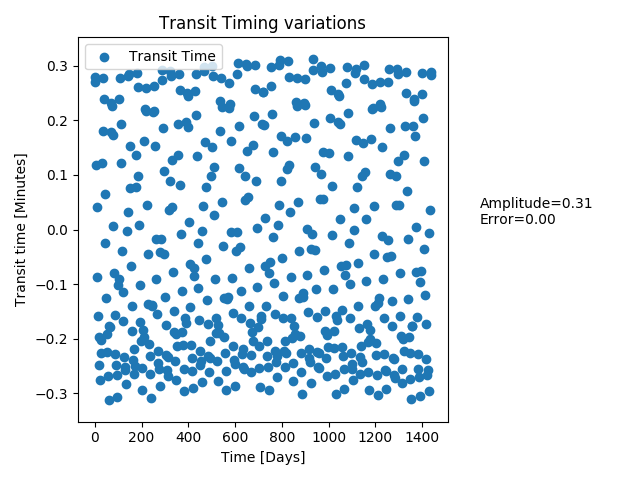 Transit Timing variations
Transit Time
Transit time [Minutes]
0.3
0.2
0.1
0.0
−0.1
−0.2
−0.3
0 200 400 600 800 1000 1200 1400
Time [Days]
Amplitude=0.31
Error=0.00